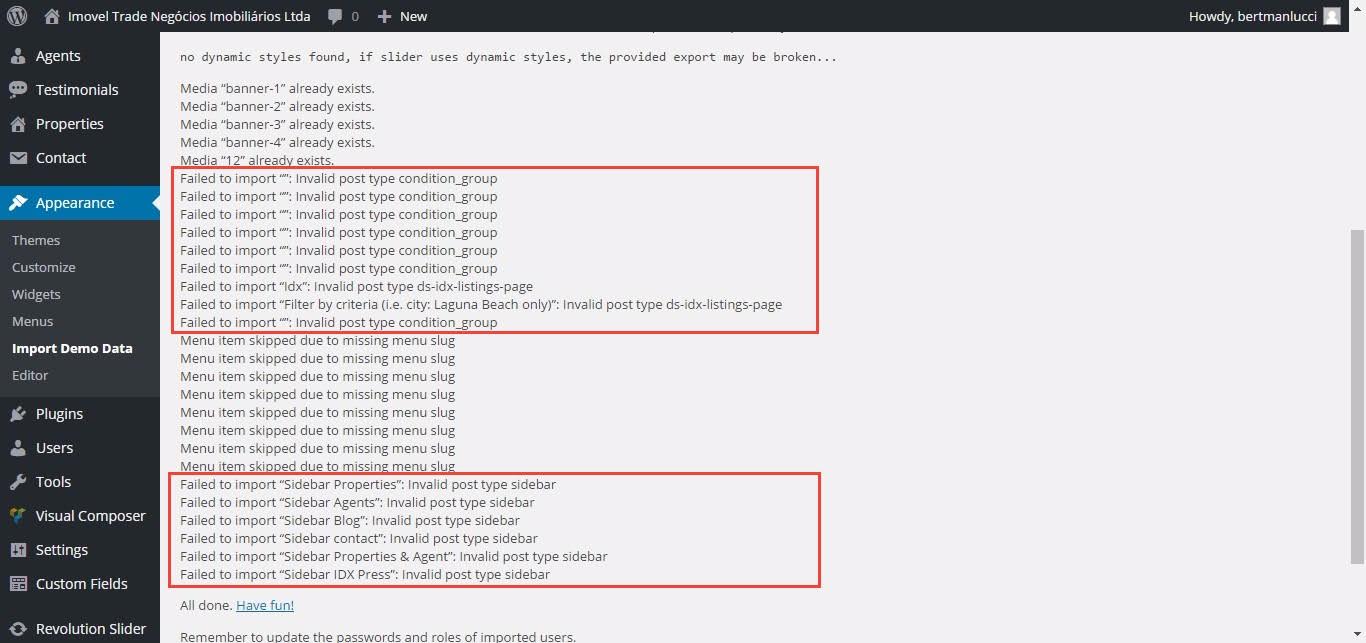 Imovel Trade Negócios Imobiliários Ltda 0 New Howdy, bertmanlucci
Agents
Testimonials
Properties
Contact
Appearance
Themes
Customize
Widgets
Menus
Import Demo Data
Editor
Plugins
Users
Tools
Visual Composer
Settings
Custom Fields
Revolution Slider
no dynamic styles found, if slider uses dynamic styles, the provided export may be broken...
Media “banner-1” already exists.
Media “banner-2” already exists.
Media “banner-3” already exists.
Media “banner-4” already exists.
Media “12” already exists.
Failed to import “”: Invalid post type condition_group
Failed to import “”: Invalid post type condition_group
Failed to import “”: Invalid post type condition_group
Failed to import “”: Invalid post type condition_group
Failed to import “”: Invalid post type condition_group
Failed to import “”: Invalid post type condition_group
Failed to import “Idx”: Invalid post type ds-idx-listings-page
Failed to import “Filter by criteria (i.e. city: Laguna Beach only)”: Invalid post type ds-idx-listings-page
Failed to import “”: Invalid post type condition_group
Menu item skipped due to missing menu slug
Menu item skipped due to missing menu slug
Menu item skipped due to missing menu slug
Menu item skipped due to missing menu slug
Menu item skipped due to missing menu slug
Menu item skipped due to missing menu slug
Menu item skipped due to missing menu slug
Menu item skipped due to missing menu slug
Failed to import “Sidebar Properties”: Invalid post type sidebar
Failed to import “Sidebar Agents”: Invalid post type sidebar
Failed to import “Sidebar Blog”: Invalid post type sidebar
Failed to import “Sidebar contact”: Invalid post type sidebar
Failed to import “Sidebar Properties & Agent”: Invalid post type sidebar
Failed to import “Sidebar IDX Press”: Invalid post type sidebar
All done. Have fun!
Remember to update the passwords and roles of imported users.